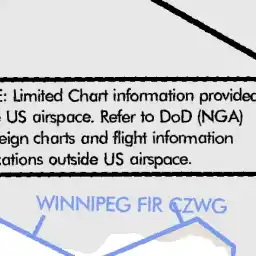 E: Limited Chart information provided
US airspace. Refer to DoD (NGA)
eign charts and flight information
cations outside US airspace.
WINNIPEG FIR CZWG